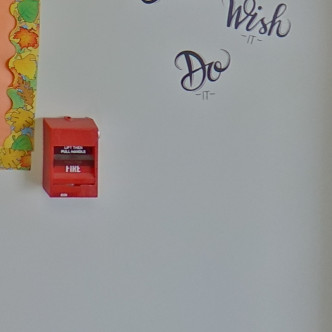 Wish
-IT-
Do
-IT-
LIFT THEN
PULL HANDLE
FIRE